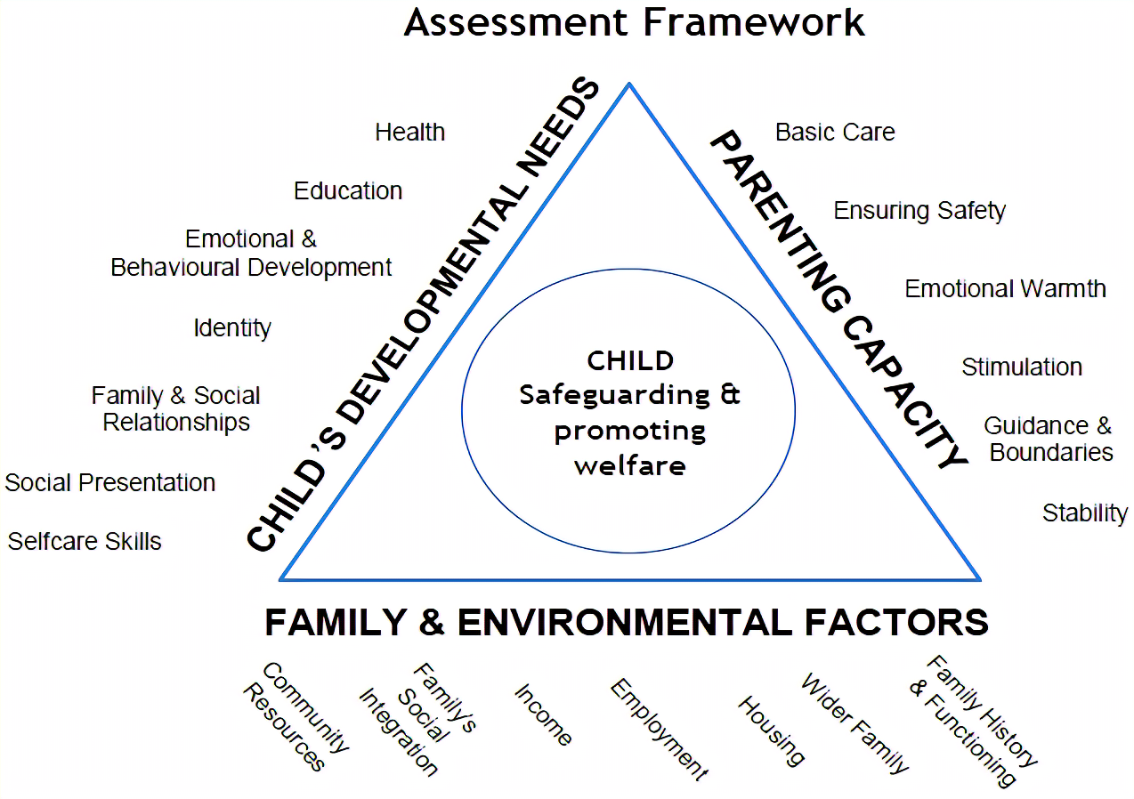 Assessment Framework
CHILD'S DEVELOPMENTAL NEEDS
Health
Education
Emotional &
Behavioural Development
Identity
Family & Social
Relationships
Social Presentation
Selfcare Skills
PARENTING CAPACITY
Basic Care
Ensuring Safety
Emotional Warmth
Stimulation
Guidance &
Boundaries
Stability
CHILD
Safeguarding &
promoting
welfare
FAMILY & ENVIRONMENTAL FACTORS
Community
Resources
Family's
Social
Integration
Income
Employment
Housing
Wider Family
Family History
& Functioning